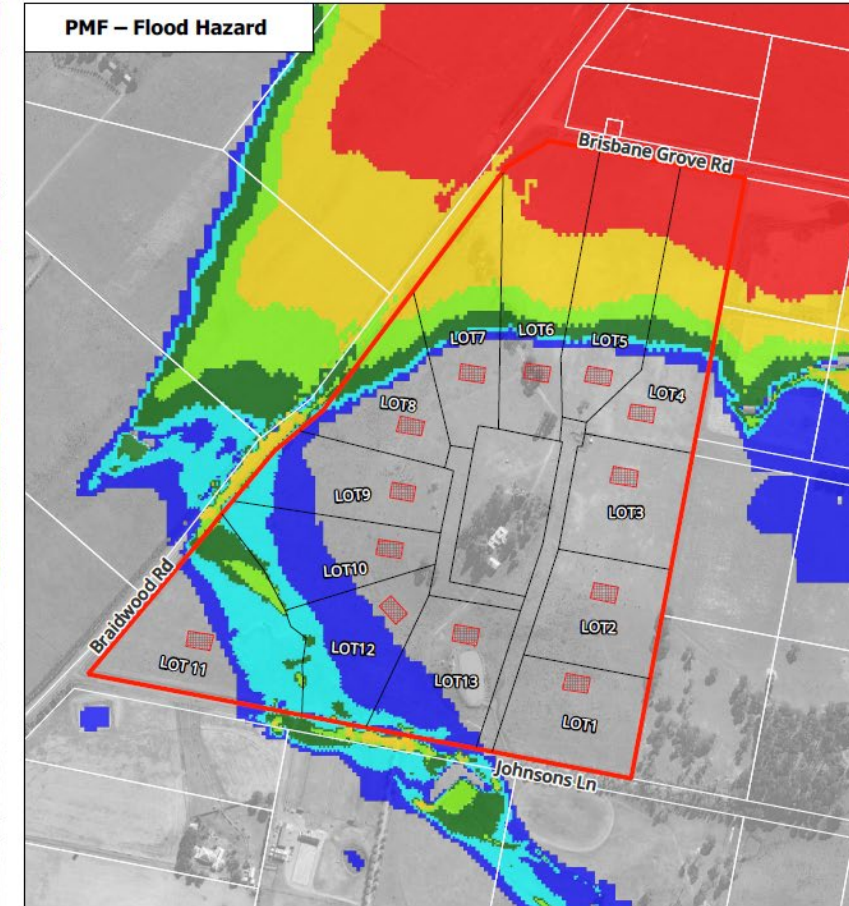 PMF – Flood Hazard
Brisbane Grove Rd
LOT7
LOT6
LOT5
LOT8
LOT4
LOT9
LOT3
LOT10
LOT2
Braidwood Rd
LOT12
LOT 11
LOT13
LOT1
Johnsons Ln